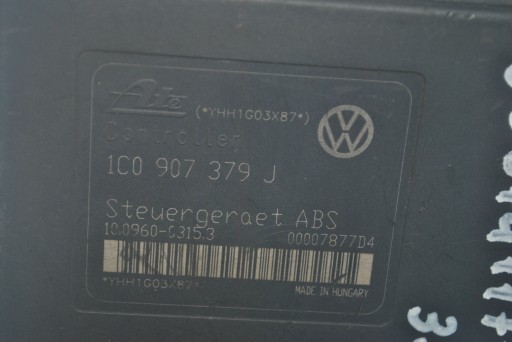 Ate (*YHH1G03X87*)
Controller
1C0 907 379 J
Steuergeraet ABS
10.0960-0315.3 00007877D4
*YHH1G03X87*
MADE IN HUNGARY